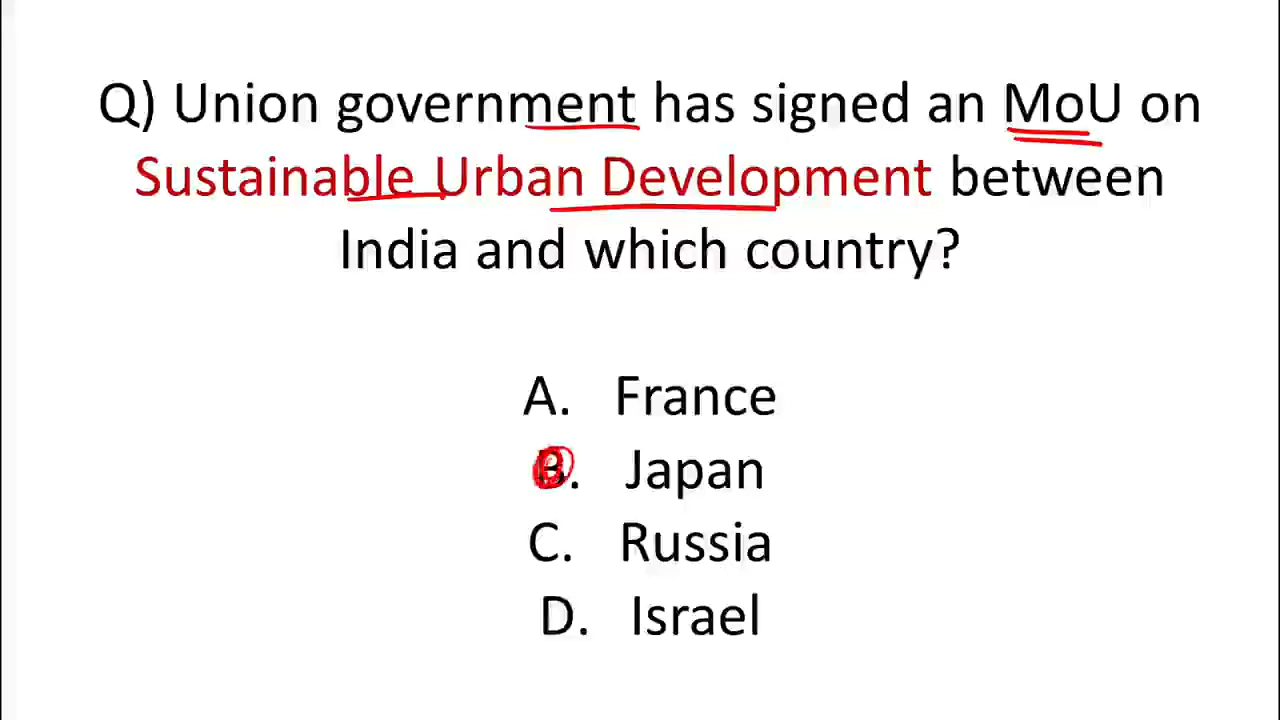 Q) Union government has signed an MoU on
Sustainable Urban Development between
India and which country?
A. France
B. Japan
C. Russia
D. Israel